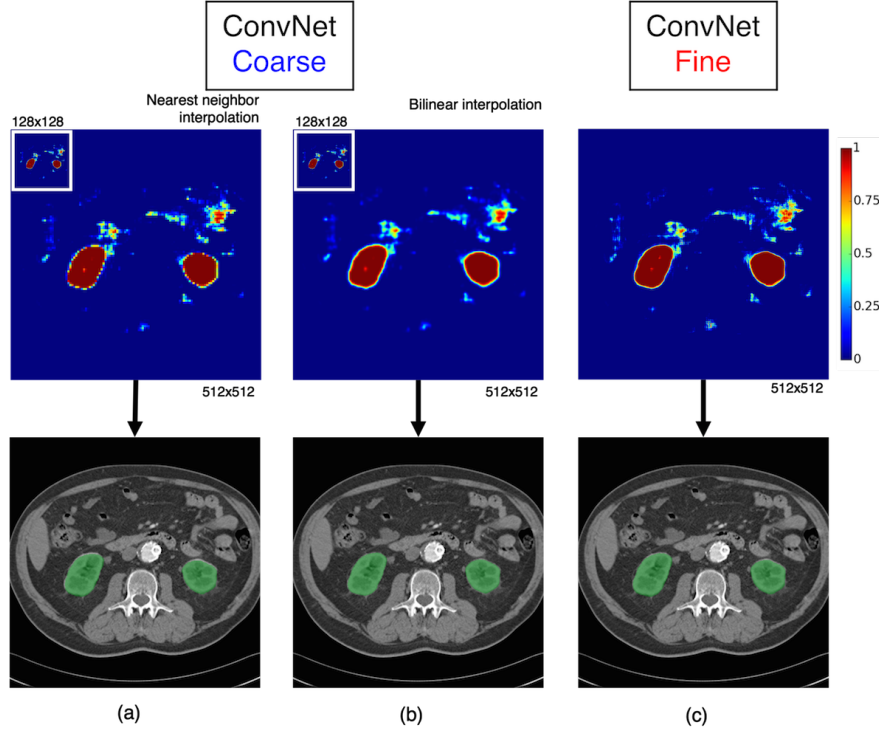 ConvNet
Coarse
ConvNet
Fine
Nearest neighbor
interpolation
128x128
Bilinear interpolation
128x128
1
0.75
0.5
0.25
0
512x512
512x512
512x512
(a)
(b)
(c)